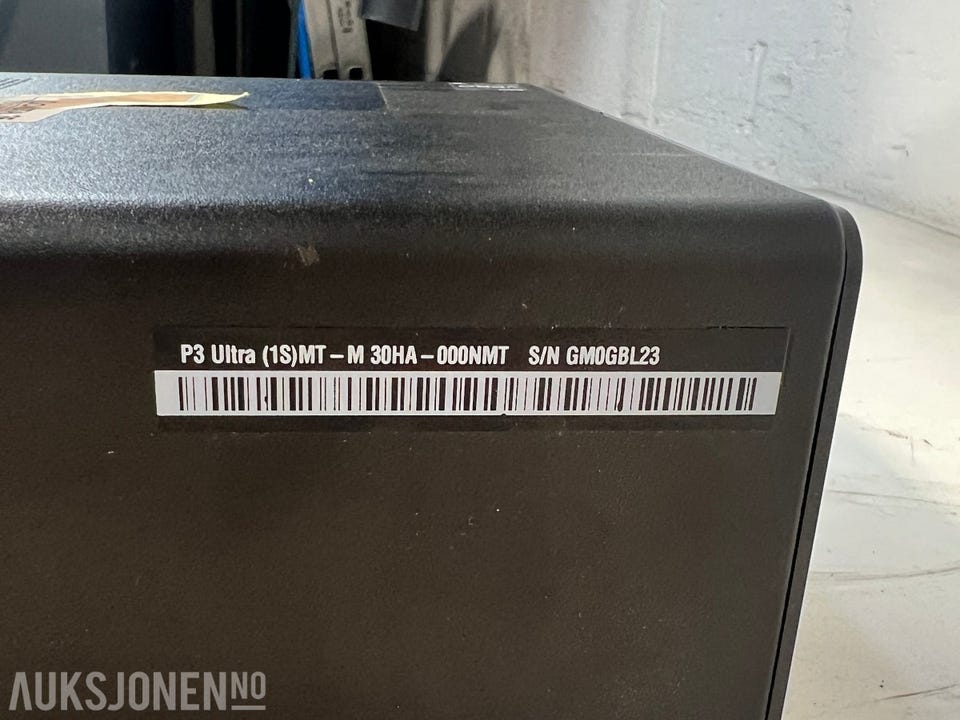 P3 Ultra (1S)MT – M 30HA – 000NMT S/N GM0GBL23
AUKSJONEN NO